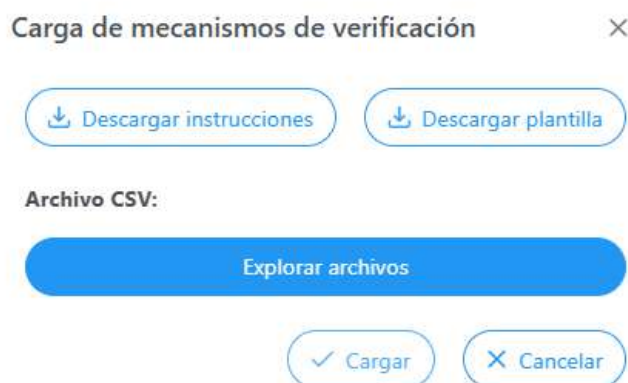 Carga de mecanismos de verificación
Descargar instrucciones
Descargar plantilla
Archivo CSV:
Explorar archivos
Cargar
Cancelar